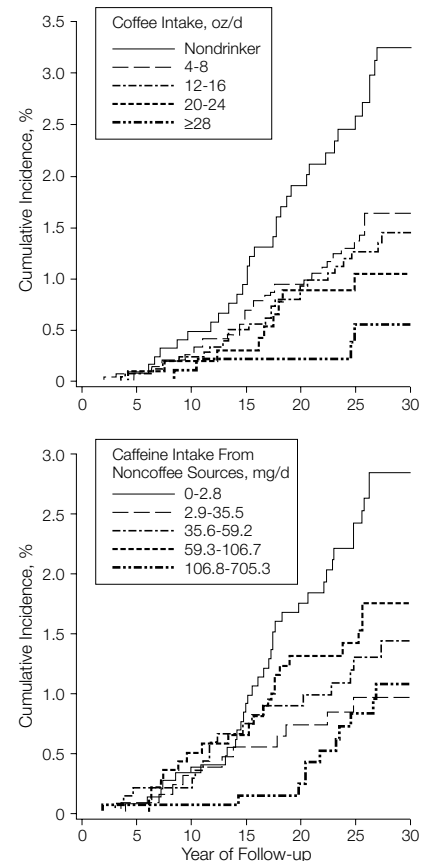 3.5
3.0
2.5
2.0
1.5
1.0
0.5
0
Cumulative Incidence, %
Coffee Intake, oz/d
Nondrinker
4-8
12-16
20-24
≥28
0 5 10 15 20 25 30
3.0
2.5
2.0
1.5
1.0
0.5
0
Cumulative Incidence, %
Caffeine Intake From
Noncoffee Sources, mg/d
0-2.8
2.9-35.5
35.6-59.2
59.3-106.7
106.8-705.3
0 5 10 15 20 25 30
Year of Follow-up